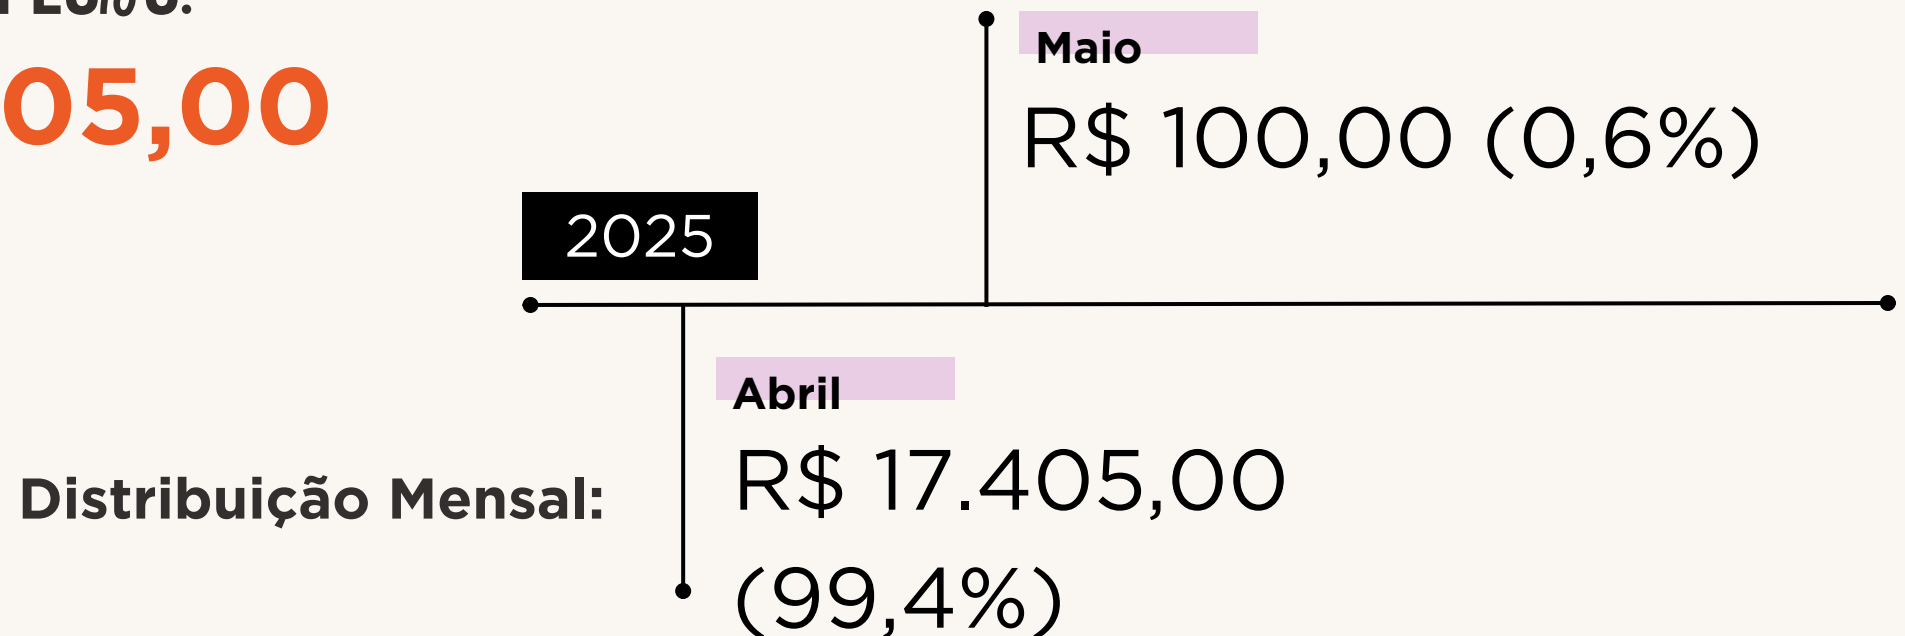 05,00
Maio
R$ 100,00 (0,6%)
2025
Abril
R$ 17.405,00
(99,4%)
Distribuição Mensal: